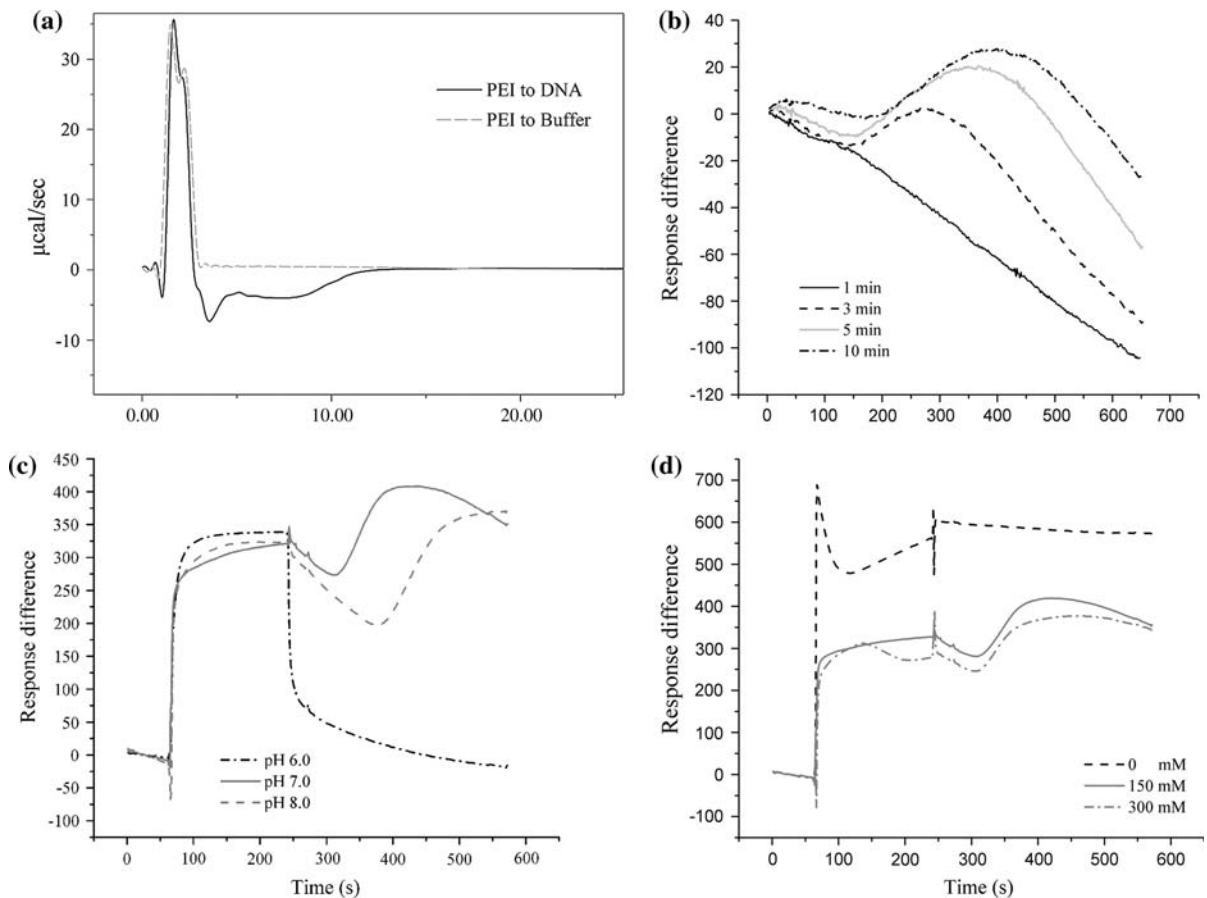 (a)
30
20
10
0
-10
μcal/sec
PEI to DNA
PEI to Buffer
0.00
10.00
20.00
(b)
40
20
0
-20
-40
-60
-80
-100
-120
Response difference
1 min
3 min
5 min
10 min
0
100
200
300
400
500
600
700
(c)
450
400
350
300
250
200
150
100
50
0
-50
-100
Response difference
pH 6.0
pH 7.0
pH 8.0
0
100
200
300
400
500
600
Time (s)
(d)
700
600
500
400
300
200
100
0
-100
Response difference
0 mM
150 mM
300 mM
0
100
200
300
400
500
600
Time (s)